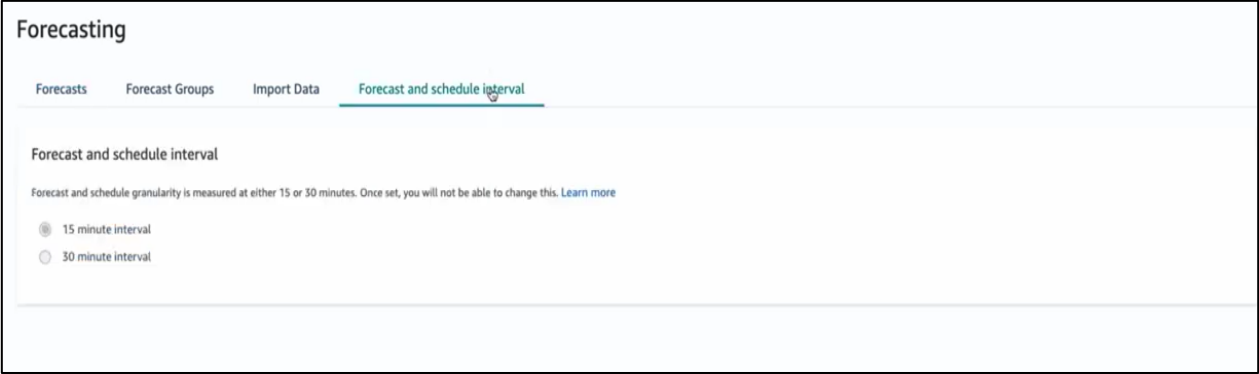 Forecasting
Forecasts Forecast Groups Import Data Forecast and schedule interval
Forecast and schedule interval
Forecast and schedule granularity is measured at either 15 or 30 minutes. Once set, you will not be able to change this. Learn more
15 minute interval
30 minute interval